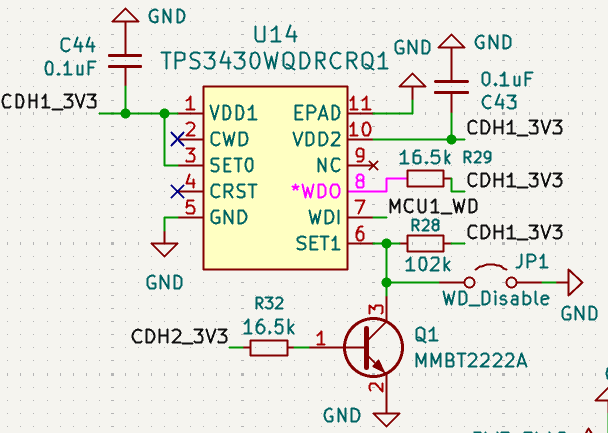 GND
C44
0.1uF
U14
TPS3430WQDRCRQ1
GND
GND
0.1uF
C43
CDH1_3V3
1 VDD1 EPAD 11
2 CWD VDD2 10 CDH1_3V3
3 SET0 NC 9
16.5k R29
4 CRST *WDO 8 CDH1_3V3
5 GND WDI 7 MCU1_WD
SET1 6 R28 CDH1_3V3
102k
JP1
GND
WD_Disable
GND
R32
CDH2_3V3 16.5k 1
3
Q1
MMBT2222A
2
GND